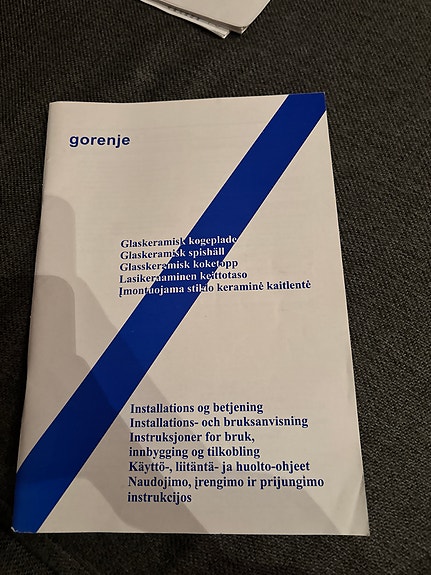 gorenje
Glaskeramisk kogeplade
Glaskeramisk spishäll
Glasskeramisk koketopp
Lasikeraaminen keittotaso
Įmontuojama stiklo keraminė kaitlentė
Installations og betjening
Installations- och bruksanvisning
Instruksjoner for bruk,
innbygging og tilkobling
Käyttö-, liitäntä- ja huolto-ohjeet
Naudojimo, įrengimo ir prijungimo
instrukcijos